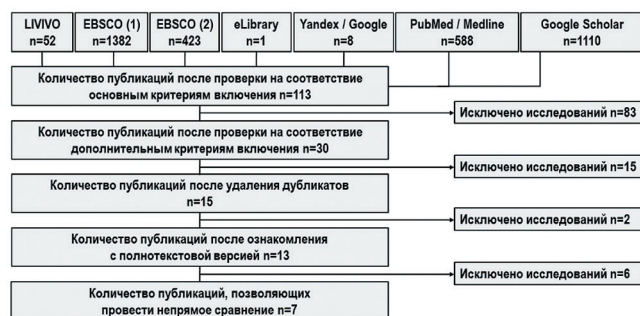 LIVIVO
n=52
EBSCO (1)
n=1382
EBSCO (2)
n=423
eLibrary
n=1
Yandex / Google
n=8
PubMed / Medline
n=588
Google Scholar
n=1110
Количество публикаций после проверки на соответствие
основным критериям включения n=113
Исключено исследований n=83
Количество публикаций после проверки на соответствие
дополнительным критериям включения n=30
Исключено исследований n=15
Количество публикаций после удаления дубликатов
n=15
Исключено исследований n=2
Количество публикаций после ознакомления
с полнотекстовой версией n=13
Исключено исследований n=6
Количество публикаций, позволяющих
провести непрямое сравнение n=7